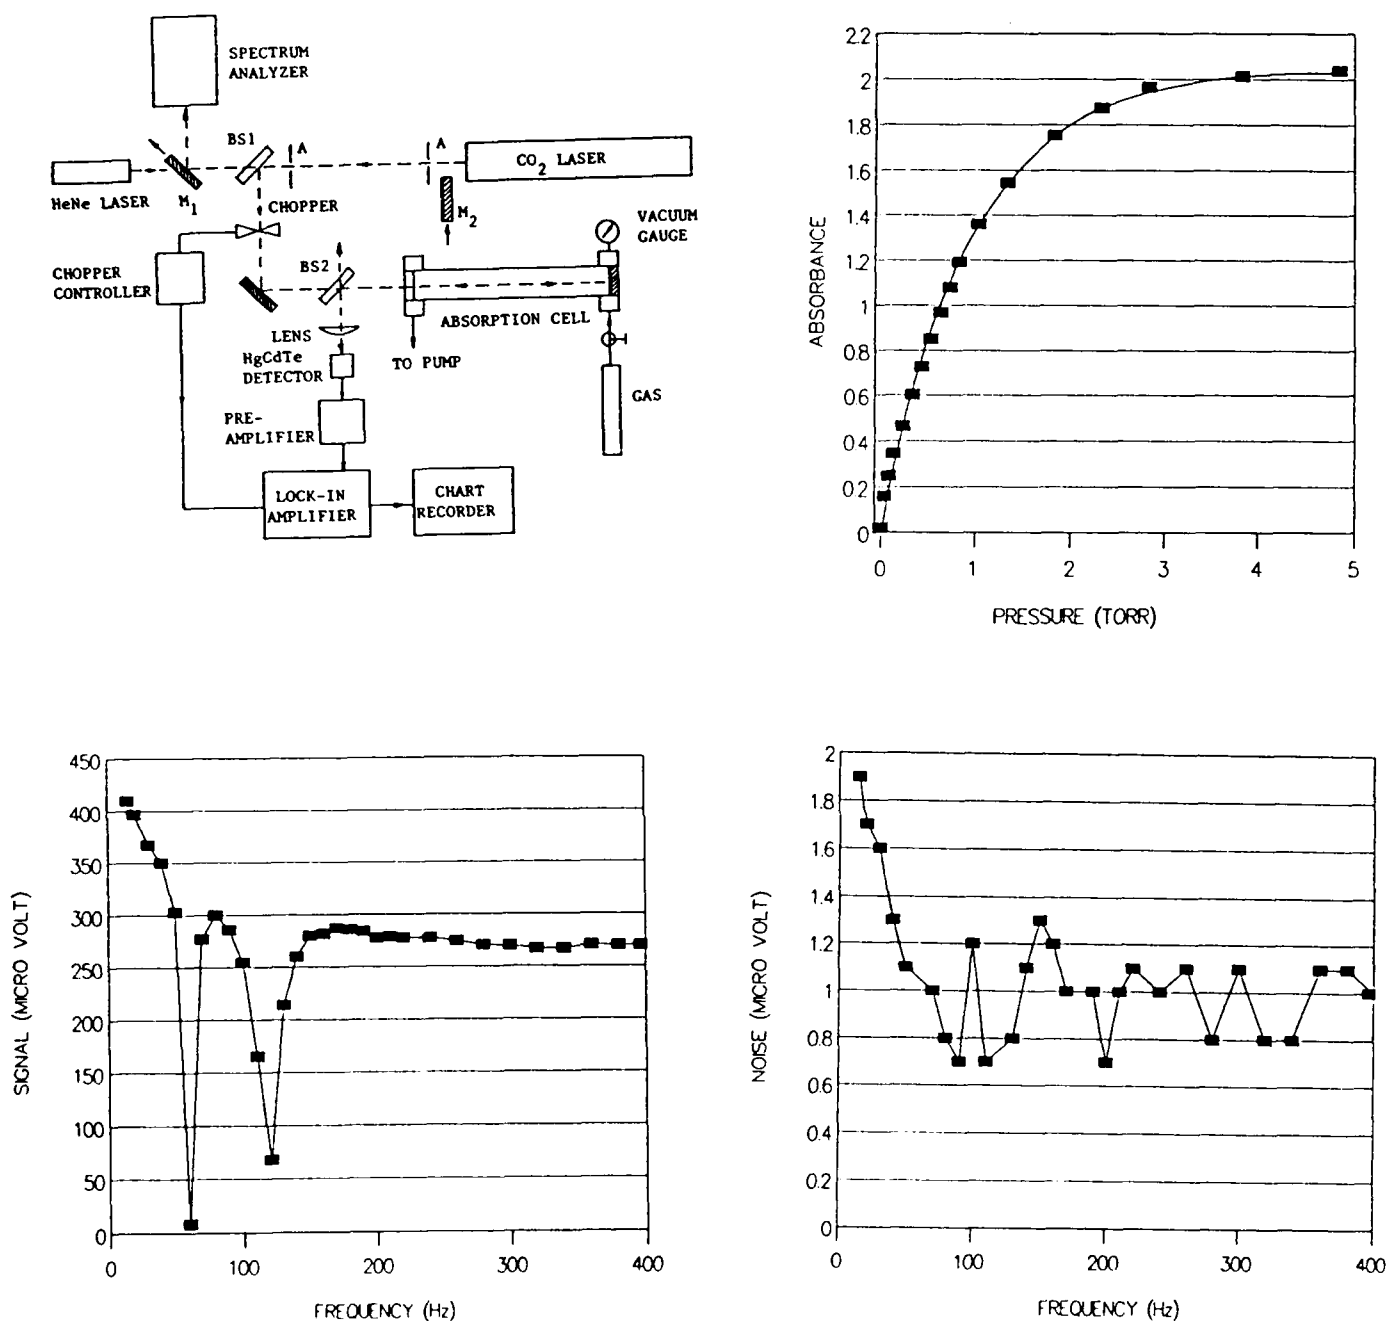 SPECTRUM
ANALYZER
BS1
A
A
CO2 LASER
HeNe LASER
M1
CHOPPER
M2
VACUUM
GAUGE
CHOPPER
CONTROLLER
BS2
ABSORPTION CELL
LENS
HgCdTe
DETECTOR
TO PUMP
GAS
PRE-
AMPLIFIER
LOCK-IN
AMPLIFIER
CHART
RECORDER
2.2
2
1.8
1.6
1.4
1.2
1
0.8
0.6
0.4
0.2
0
ABSORBANCE
0 1 2 3 4 5
PRESSURE (TORR)
450
400
350
300
250
200
150
100
50
0
SIGNAL (MICRO VOLT)
0 100 200 300 400
FREQUENCY (Hz)
2
1.8
1.6
1.4
1.2
1
0.8
0.6
0.4
0.2
0
NOISE (MICRO VOLT)
0 100 200 300 400
FREQUENCY (Hz)